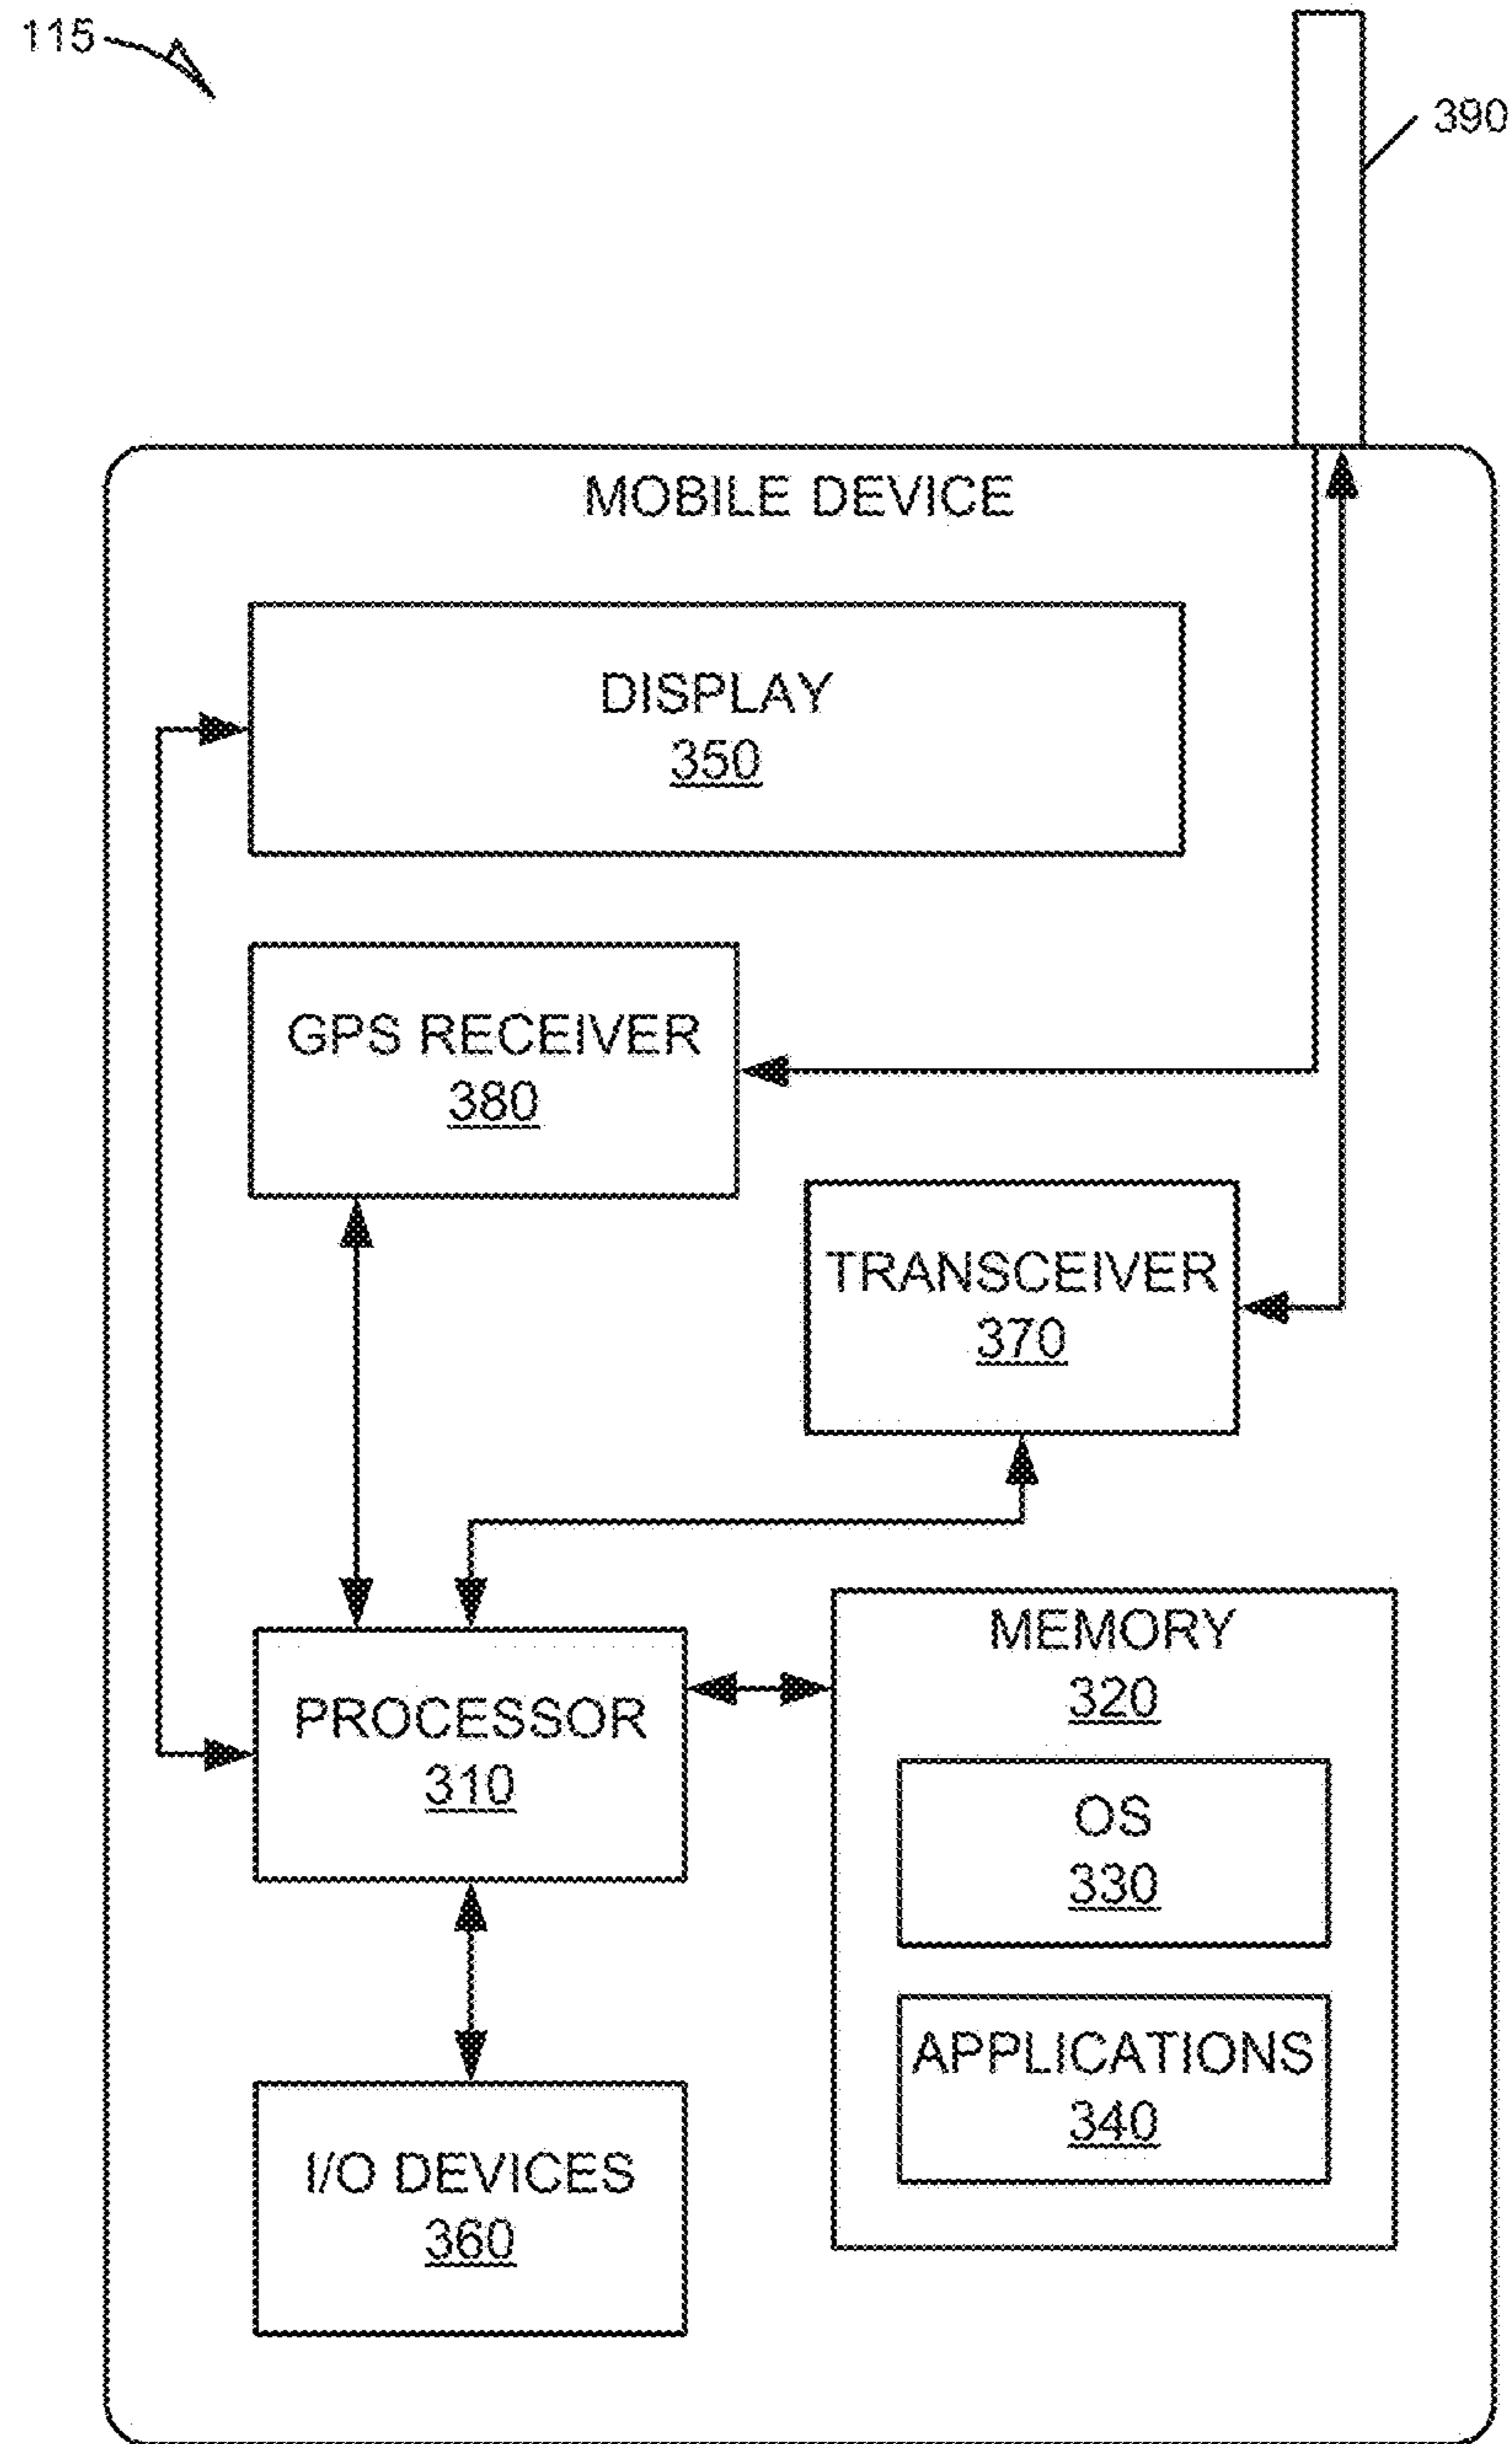 115
390
MOBILE DEVICE
DISPLAY
350
GPS RECEIVER
380
TRANSCEIVER
370
PROCESSOR
310
MEMORY
320
OS
330
APPLICATIONS
340
I/O DEVICES
360